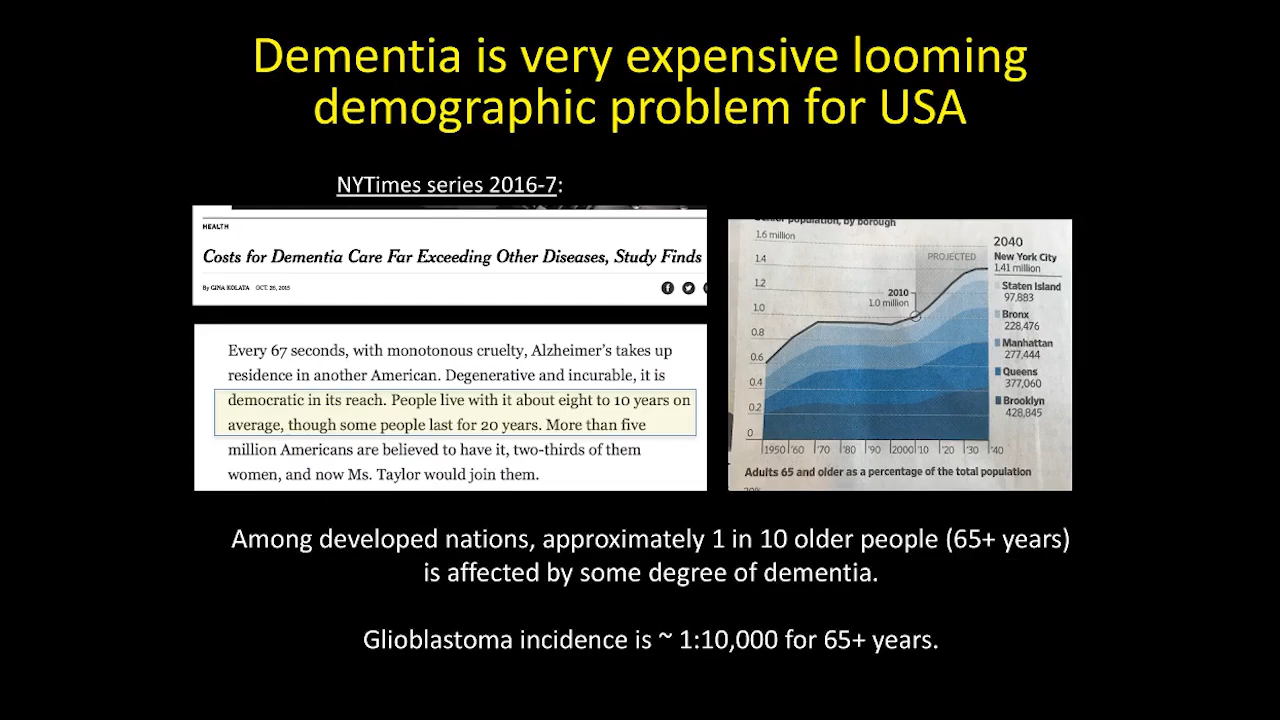 Dementia is very expensive looming
demographic problem for USA
NYTimes series 2016-7:
HEALTH
Costs for Dementia Care Far Exceeding Other Diseases, Study Finds
By GINA KOLATA OCT. 26, 2015
Every 67 seconds, with monotonous cruelty, Alzheimer's takes up
residence in another American. Degenerative and incurable, it is
democratic in its reach. People live with it about eight to 10 years on
average, though some people last for 20 years. More than five
million Americans are believed to have it, two-thirds of them
women, and now Ms. Taylor would join them.
population, by borough
1.6 million
1.4
1.2
1.0
0.8
0.6
0.4
0.2
0
PROJECTED
2010
1.0 million
1950 '60 '70 '80 '90 2000 '10 '20 '30 '40
2040
New York City
1.41 million
Staten Island
97,883
Bronx
228,476
Manhattan
277,444
Queens
377,060
Brooklyn
428,845
Adults 65 and older as a percentage of the total population
Among developed nations, approximately 1 in 10 older people (65+ years)
is affected by some degree of dementia.
Glioblastoma incidence is ~ 1:10,000 for 65+ years.